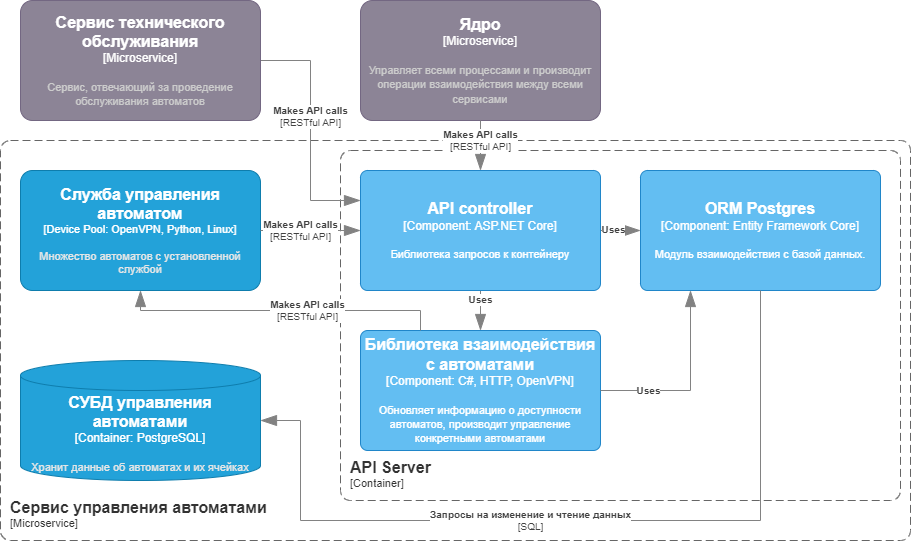 Сервис технического
обслуживания
[Microservice]
Сервис, отвечающий за проведение
обслуживания автоматов
Ядро
[Microservice]
Управляет всеми процессами и производит
операции взаимодействия между всеми
сервисами
Makes API calls
[RESTful API]
Makes API calls
[RESTful API]
Служба управления
автоматом
[Device Pool: OpenVPN, Python, Linux]
Множество автоматов с установленной
службой
Makes API calls
[RESTful API]
API controller
[Component: ASP.NET Core]
Библиотека запросов к контейнеру
Uses
ORM Postgres
[Component: Entity Framework Core]
Модуль взаимодействия с базой данных.
Makes API calls
[RESTful API]
Uses
Библиотека взаимодействия
с автоматами
[Component: C#, HTTP, OpenVPN]
Обновляет информацию о доступности
автоматов, производит управление
конкретными автоматами
Uses
СУБД управления
автоматами
[Container: PostgreSQL]
Хранит данные об автоматах и их ячейках
API Server
[Container]
Сервис управления автоматами
[Microservice]
Запросы на изменение и чтение данных
[SQL]